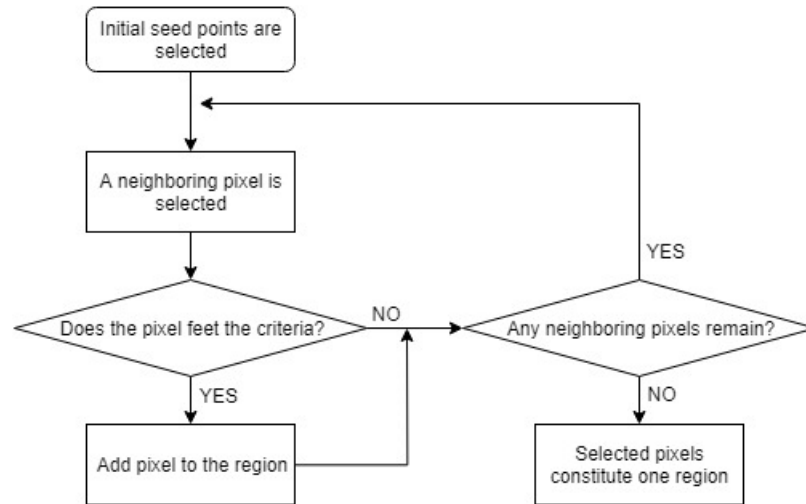 Initial seed points are
selected
A neighboring pixel is
selected
YES
Does the pixel feet the criteria?
NO
Any neighboring pixels remain?
YES
NO
Add pixel to the region
Selected pixels
constitute one region